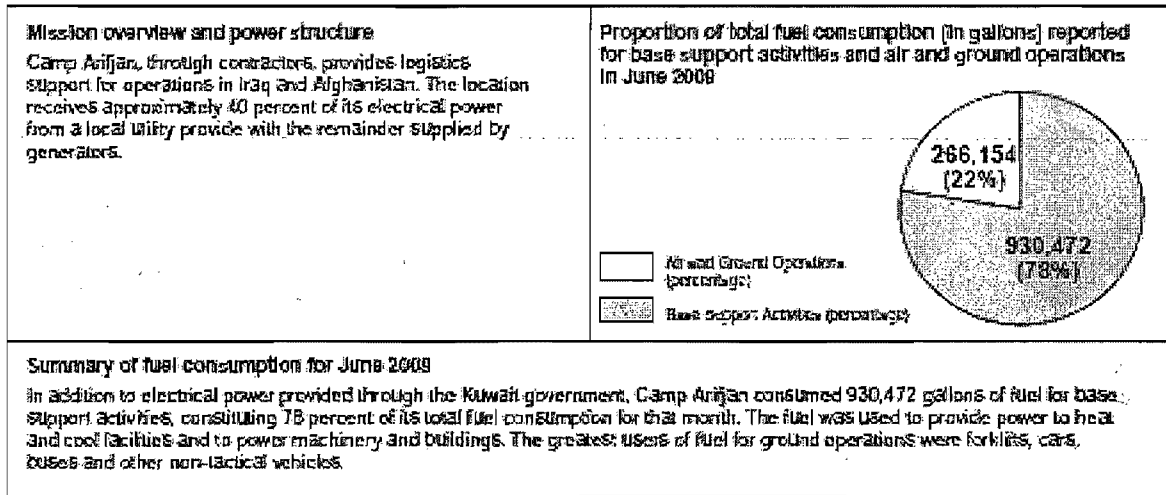 Mission overview and power structure
Camp Arifjan, through contractors, provides logistics
support for operations in Iraq and Afghanistan. The location
receives approximately 40 percent of its electrical power
from a local utility provide with the remainder supplied by
generators.
Proportion of total fuel consumption (in gallons) reported
for base support activities and air and ground operations
in June 2009
266,154
(22%)
930,472
(78%)
Air and Ground Operations
(percentage)
Base support Activities (percentage)
Summary of fuel consumption for June 2009
In addition to electrical power provided through the Kuwait government, Camp Arifjan consumed 930,472 gallons of fuel for base
support activities, constituting 78 percent of its total fuel consumption for that month. The fuel was used to provide power to heat
and cool facilities and to power machinery and buildings. The greatest users of fuel for ground operations were forklifts, cars,
buses and other non-tactical vehicles.